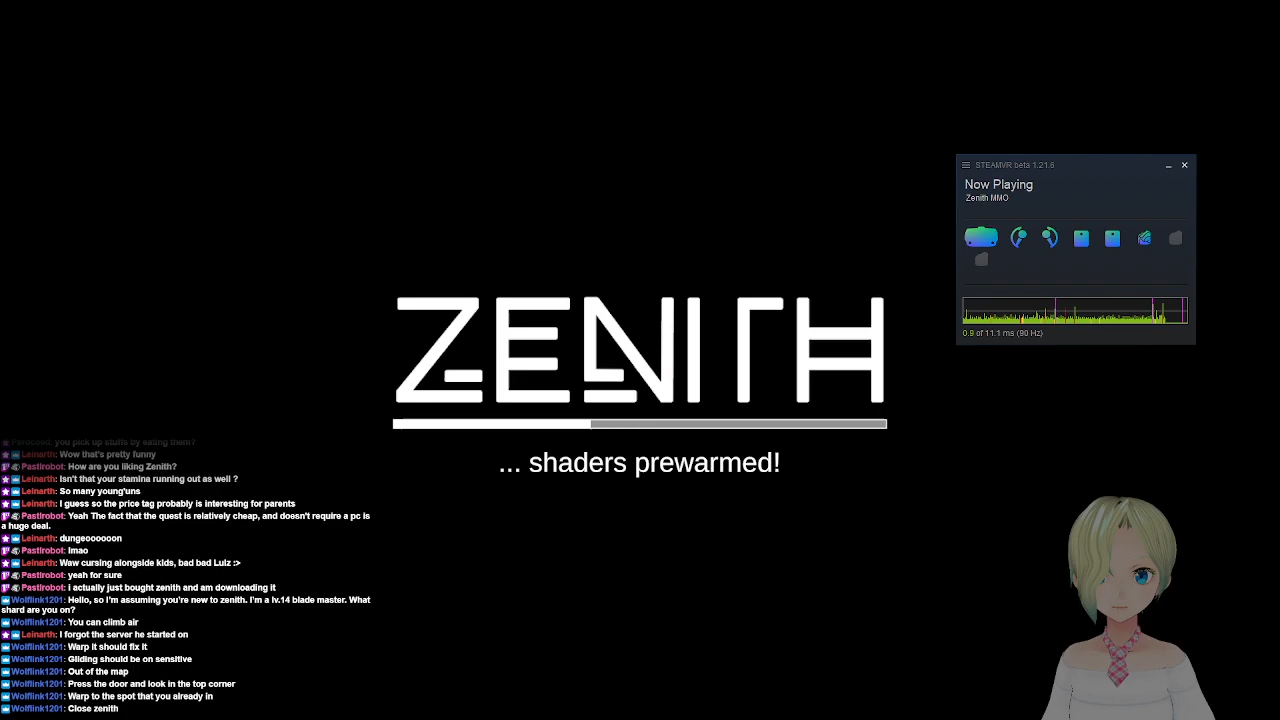 STEAMVR beta 1.21.6
Now Playing
Zenith MMO
0.9 of 11.1 ms (90 Hz)
ZENITH
... shaders prewarmed!
you pick up stuffs by eating them?
Leinarth: Wow that's pretty funny
Pastirobot: How are you liking Zenith?
Leinarth: Isn't that your stamina running out as well ?
Leinarth: So many young'uns
Leinarth: I guess so the price tag probably is interesting for parents
Pastirobot: Yeah The fact that the quest is relatively cheap, and doesn't require a pc is
a huge deal.
Leinarth: dungeoooooon
Pastirobot: lmao
Leinarth: Waw cursing alongside kids, bad bad Luiz :>
Pastirobot: yeah for sure
Pastirobot: i actually just bought zenith and am downloading it
Wolflink1201: Hello, so I'm assuming you're new to zenith. I'm a lv.14 blade master. What
shard are you on?
Wolflink1201: You can climb air
Leinarth: I forgot the server he started on
Wolflink1201: Warp it should fix it
Wolflink1201: Gliding should be on sensitive
Wolflink1201: Out of the map
Wolflink1201: Press the door and look in the top corner
Wolflink1201: Warp to the spot that you already in
Wolflink1201: Close zenith